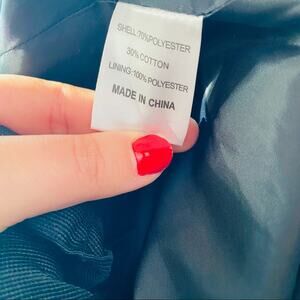 SHELL:70%POLYESTER
30%COTTON
LINING:100%POLYESTER
MADE IN CHINA